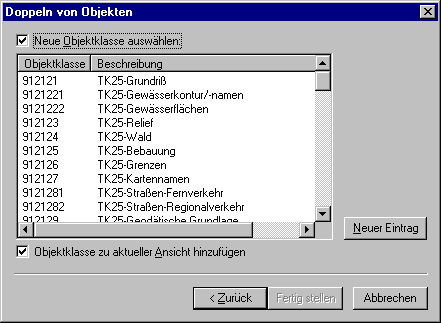 Doppeln von Objekten
Neue Objektklasse auswählen
Objektklasse Beschreibung
912121 TK25-Grundriß
9121221 TK25-Gewässerkontur/-namen
9121222 TK25-Gewässerflächen
912123 TK25-Relief
912124 TK25-Wald
912125 TK25-Bebauung
912126 TK25-Grenzen
912127 TK25-Kartennamen
9121281 TK25-Straßen-Fernverkehr
9121282 TK25-Straßen-Regionalverkehr
912129 TK25-Geodätische Grundlage
Neuer Eintrag
Objektklasse zu aktueller Ansicht hinzufügen
< Zurück Fertig stellen Abbrechen